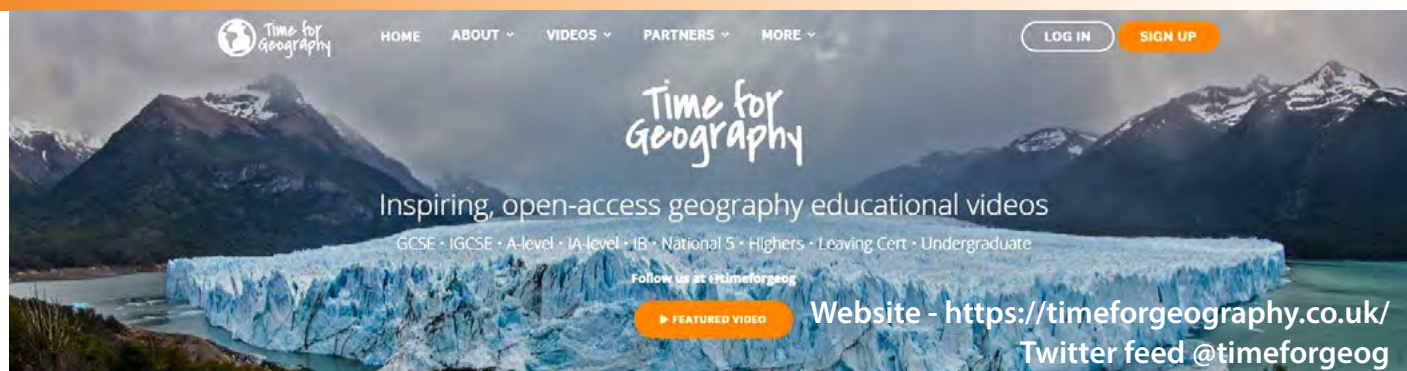 Time for
Geography
HOME ABOUT VIDEOS PARTNERS MORE
LOG IN SIGN UP
Time for
Geography
Inspiring, open-access geography educational videos
GCSE • IGCSE • A-level • IA-level • IB • National 5 • Highers • Leaving Cert • Undergraduate
Follow us at @timeforgeog
FEATURED VIDEO
Website - https://timeforgeography.co.uk/
Twitter feed @timeforgeog